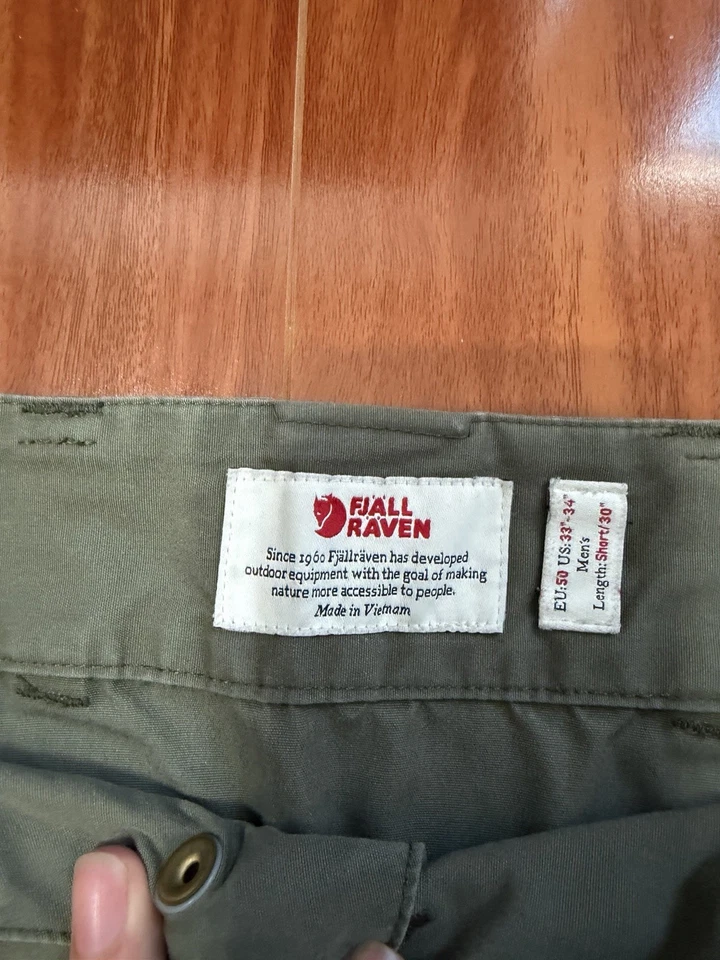 FJÄLL
RÄVEN
Since 1960 Fjällräven has developed
outdoor equipment with the goal of making
nature more accessible to people.
Made in Vietnam
EU:50 US:33"-34"
Men's
Length:Short/30"